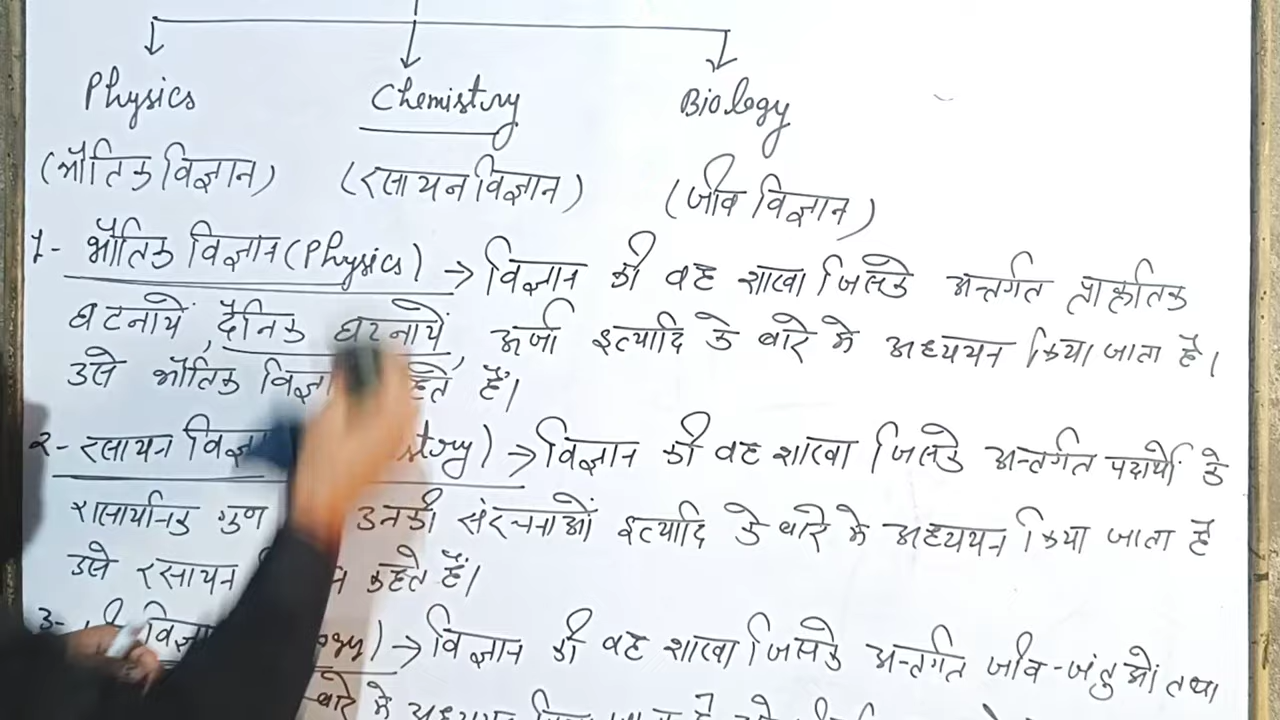 Physics Chemistry Biology
(भौतिक विज्ञान) (रसायन विज्ञान) (जीव विज्ञान)
1- भौतिक विज्ञान (Physics) → विज्ञान की वह शाखा जिसके अन्तर्गत प्राकृतिक
घटनायें, दैनिक घटनायें, ऊर्जा इत्यादि के बारे मे अध्ययन किया जाता है।
उसे भौतिक कहते हैं।
2- रसायन → विज्ञान की वह शाखा जिसके अन्तर्गत पदार्थो के
रासायनिक गुण उनकी संरचनाओं इत्यादि के बारे मे अध्ययन किया जाता है
उसे रसायन कहते हैं।
3- → विज्ञान की वह शाखा जिसके अन्तर्गत जीव-जंतुओं तथा
बारे मे अध्ययन